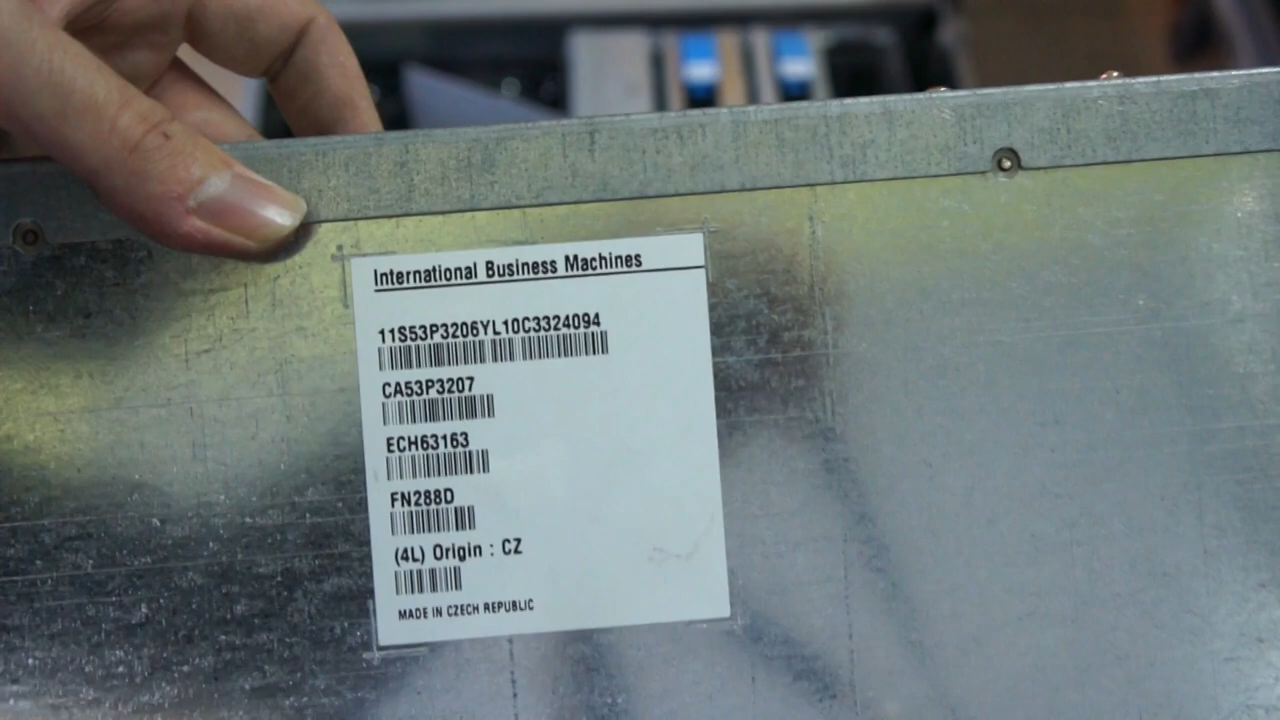 International Business Machines
11S53P3206YL10C3324094
CA53P3207
ECH63163
FN288D
(4L) Origin : CZ
MADE IN CZECH REPUBLIC